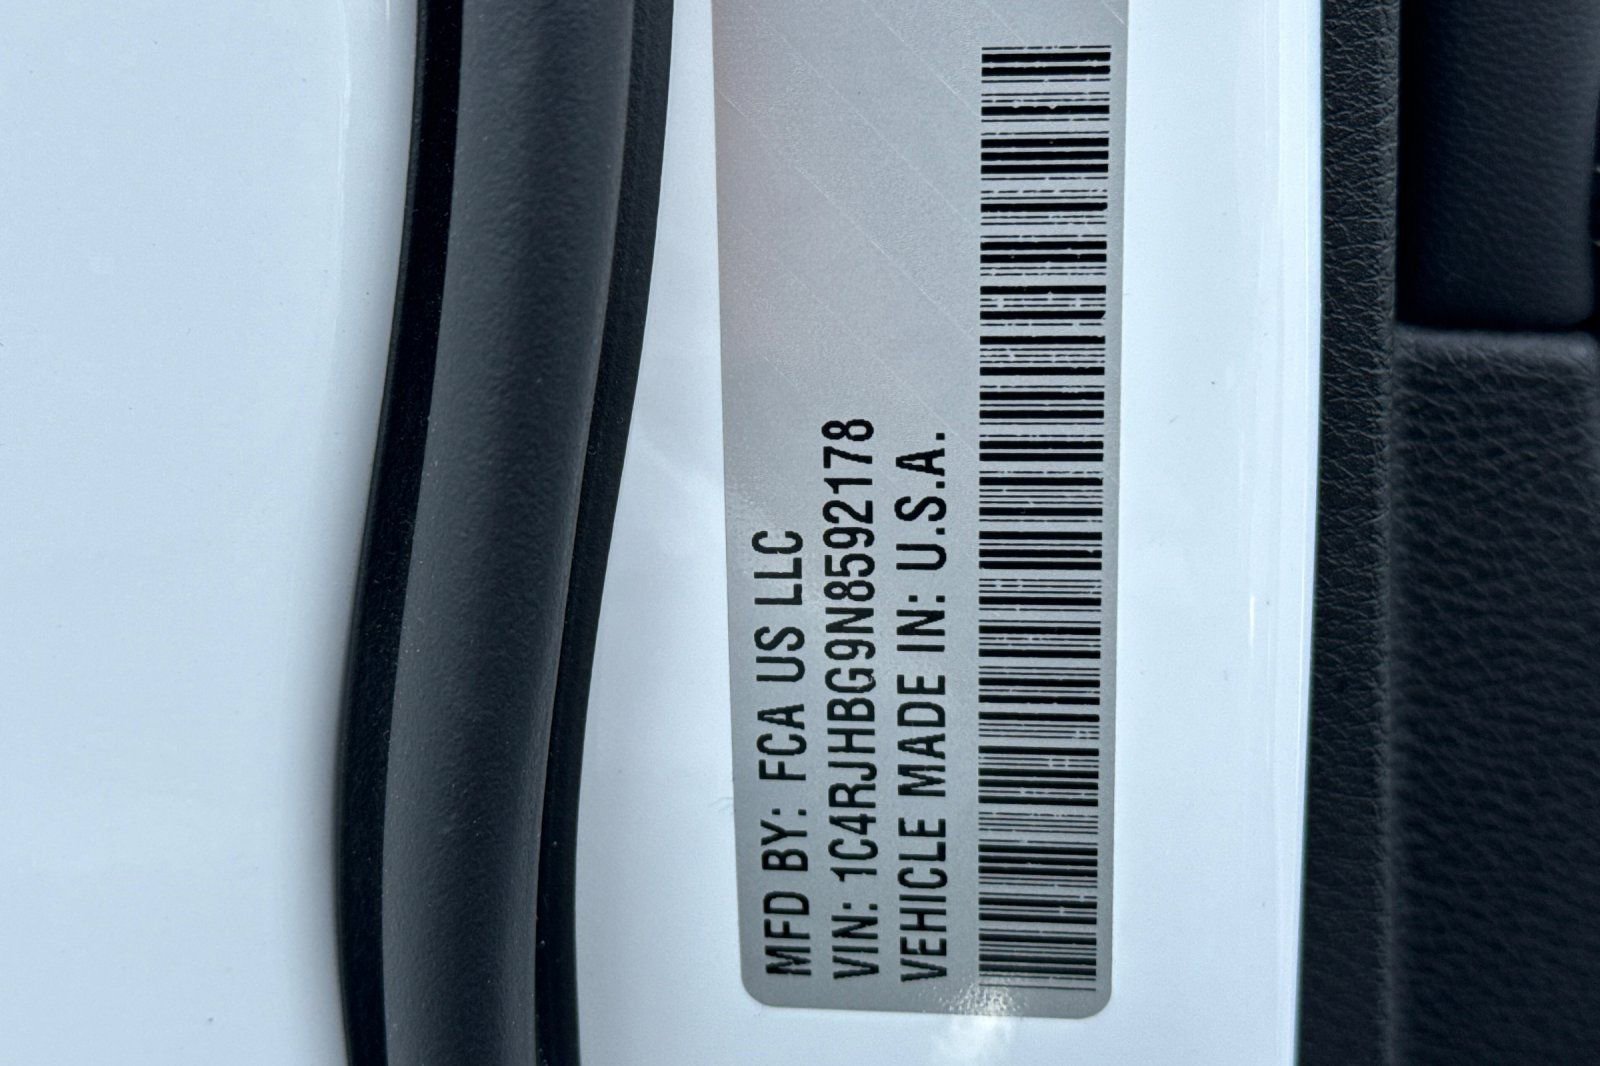 MFD BY: FCA US LLC
VIN: 1C4RJHBG9N8592178
VEHICLE MADE IN: U.S.A.